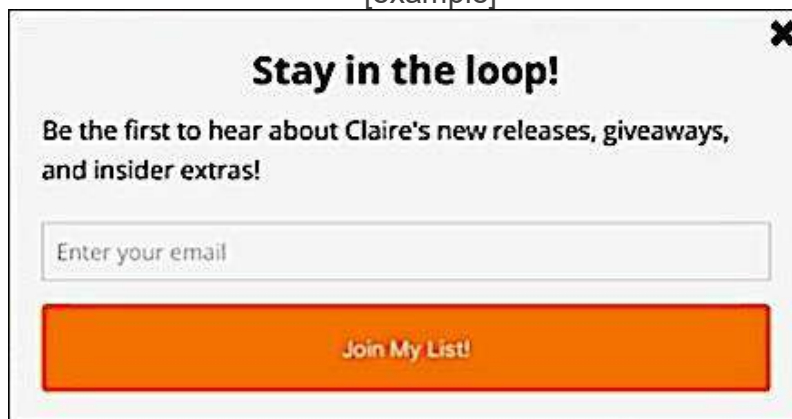 [example]
Stay in the loop!
Be the first to hear about Claire's new releases, giveaways,
and insider extras!
Enter your email
Join My List!